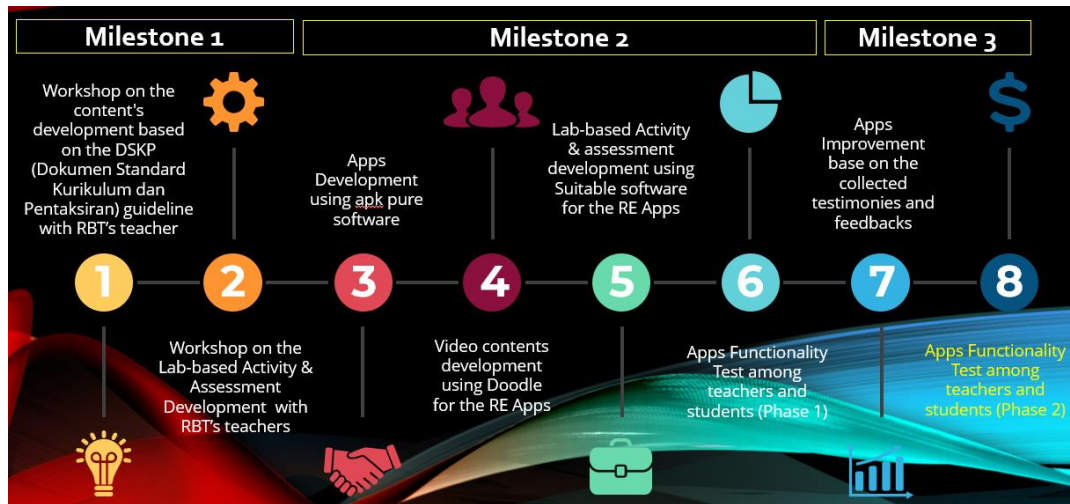 Milestone 1
Milestone 2
Milestone 3
Workshop on the
content's
development based
on the DSKP
(Dokumen Standard
Kurikulum dan
Pentaksiran) guideline
with RBT's teacher
Apps
Development
using apk pure
software
Lab-based Activity
& assessment
development using
Suitable software
for the RE Apps
Apps
Improvement
base on the
collected
testimonies and
feedbacks
$
1
2
3
4
5
6
7
8
Workshop on the
Lab-based Activity &
Assessment
Development with
RBT's teachers
Video contents
development
using Doodle
for the RE Apps
Apps Functionality
Test among
teachers and
students (Phase 1)
Apps Functionality
Test among
teachers and
students (Phase 2)